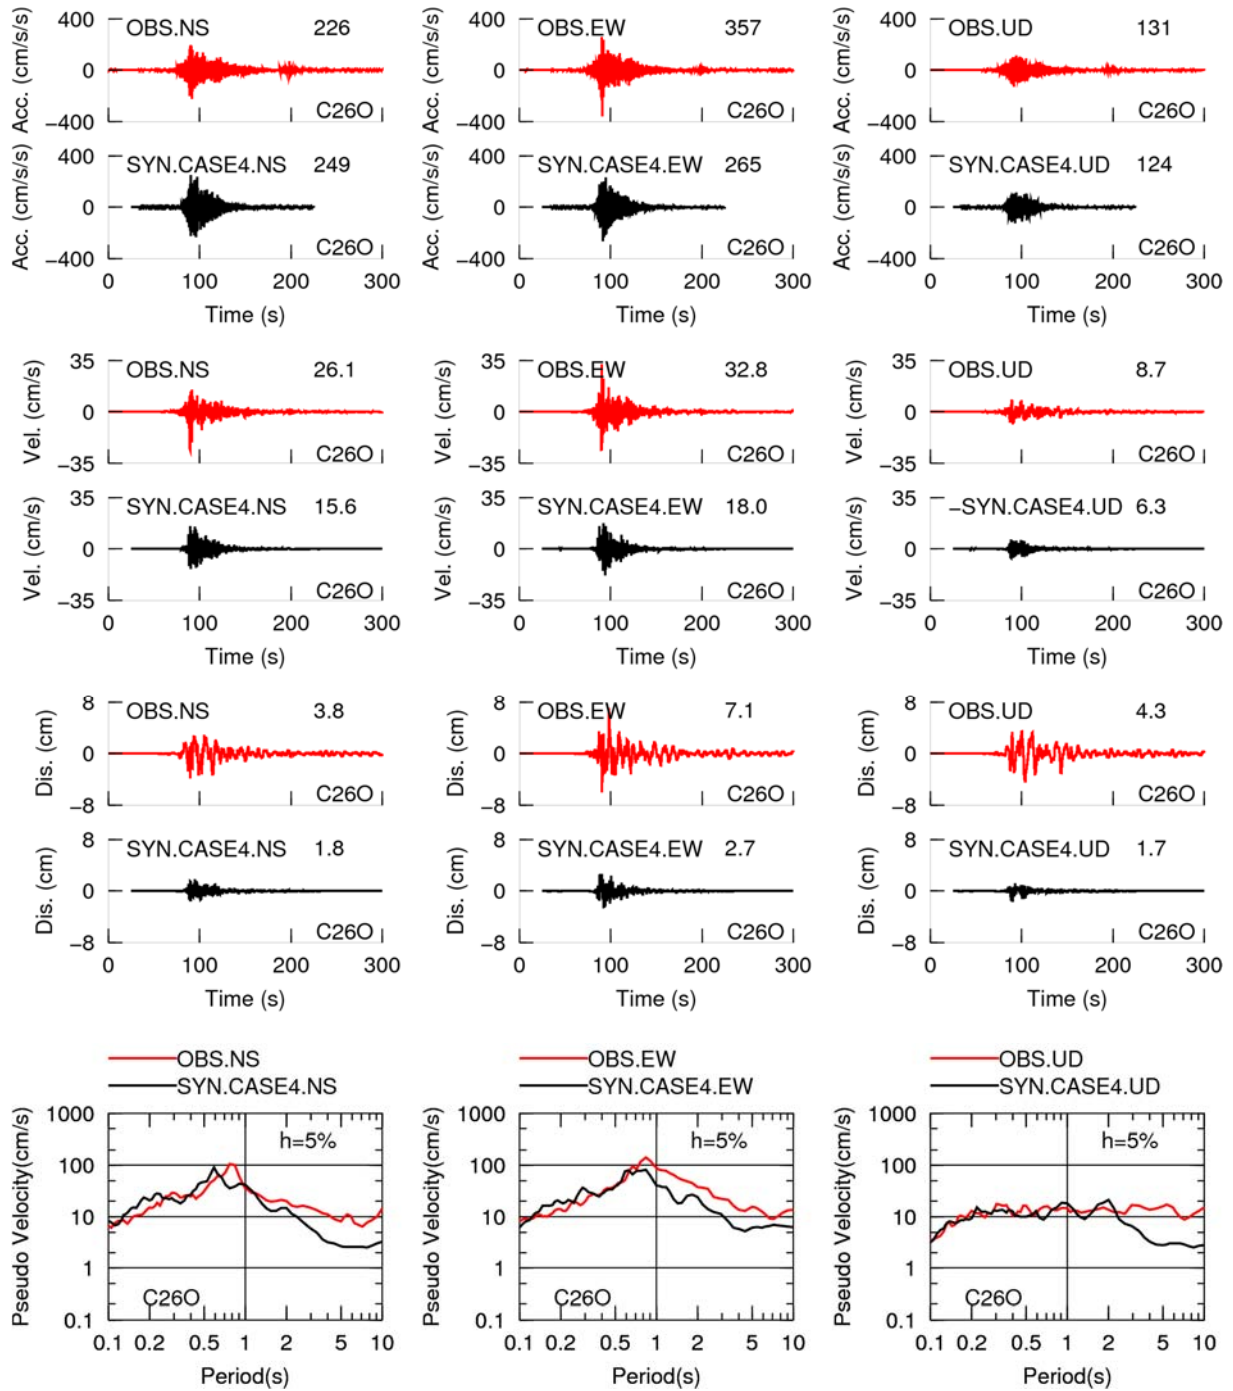 400 OBS.NS 226
0
-400 C26O
Acc. (cm/s/s)
OBS.EW 357
C26O
Acc. (cm/s/s)
OBS.UD 131
C26O
Acc. (cm/s/s)
400 SYN.CASE4.NS 249
0
-400 C26O
Acc. (cm/s/s)
0 100 200 300
Time (s)
400 SYN.CASE4.EW 265
0
-400 C26O
Acc. (cm/s/s)
0 100 200 300
Time (s)
400 SYN.CASE4.UD 124
0
-400 C26O
Acc. (cm/s/s)
0 100 200 300
Time (s)
35 OBS.NS 26.1
0
-35 C26O
Vel. (cm/s)
35 OBS.EW 32.8
0
-35 C26O
Vel. (cm/s)
35 OBS.UD 8.7
0
-35 C26O
Vel. (cm/s)
35 SYN.CASE4.NS 15.6
0
-35 C26O
Vel. (cm/s)
0 100 200 300
Time (s)
35 SYN.CASE4.EW 18.0
0
-35 C26O
Vel. (cm/s)
0 100 200 300
Time (s)
35 -SYN.CASE4.UD 6.3
0
-35 C26O
Vel. (cm/s)
0 100 200 300
Time (s)
8 OBS.NS 3.8
0
-8 C26O
Dis. (cm)
8 OBS.EW 7.1
0
-8 C26O
Dis. (cm)
8 OBS.UD 4.3
0
-8 C26O
Dis. (cm)
8 SYN.CASE4.NS 1.8
0
-8 C26O
Dis. (cm)
0 100 200 300
Time (s)
8 SYN.CASE4.EW 2.7
0
-8 C26O
Dis. (cm)
0 100 200 300
Time (s)
8 SYN.CASE4.UD 1.7
0
-8 C26O
Dis. (cm)
0 100 200 300
Time (s)
OBS.NS
SYN.CASE4.NS
1000
100
10
1
0.1
h=5%
C26O
Pseudo Velocity(cm/s)
0.1 0.2 0.5 1 2 5 10
Period(s)
OBS.EW
SYN.CASE4.EW
1000
100
10
1
0.1
h=5%
C26O
Pseudo Velocity(cm/s)
0.1 0.2 0.5 1 2 5 10
Period(s)
OBS.UD
SYN.CASE4.UD
1000
100
10
1
0.1
h=5%
C26O
Pseudo Velocity(cm/s)
0.1 0.2 0.5 1 2 5 10
Period(s)